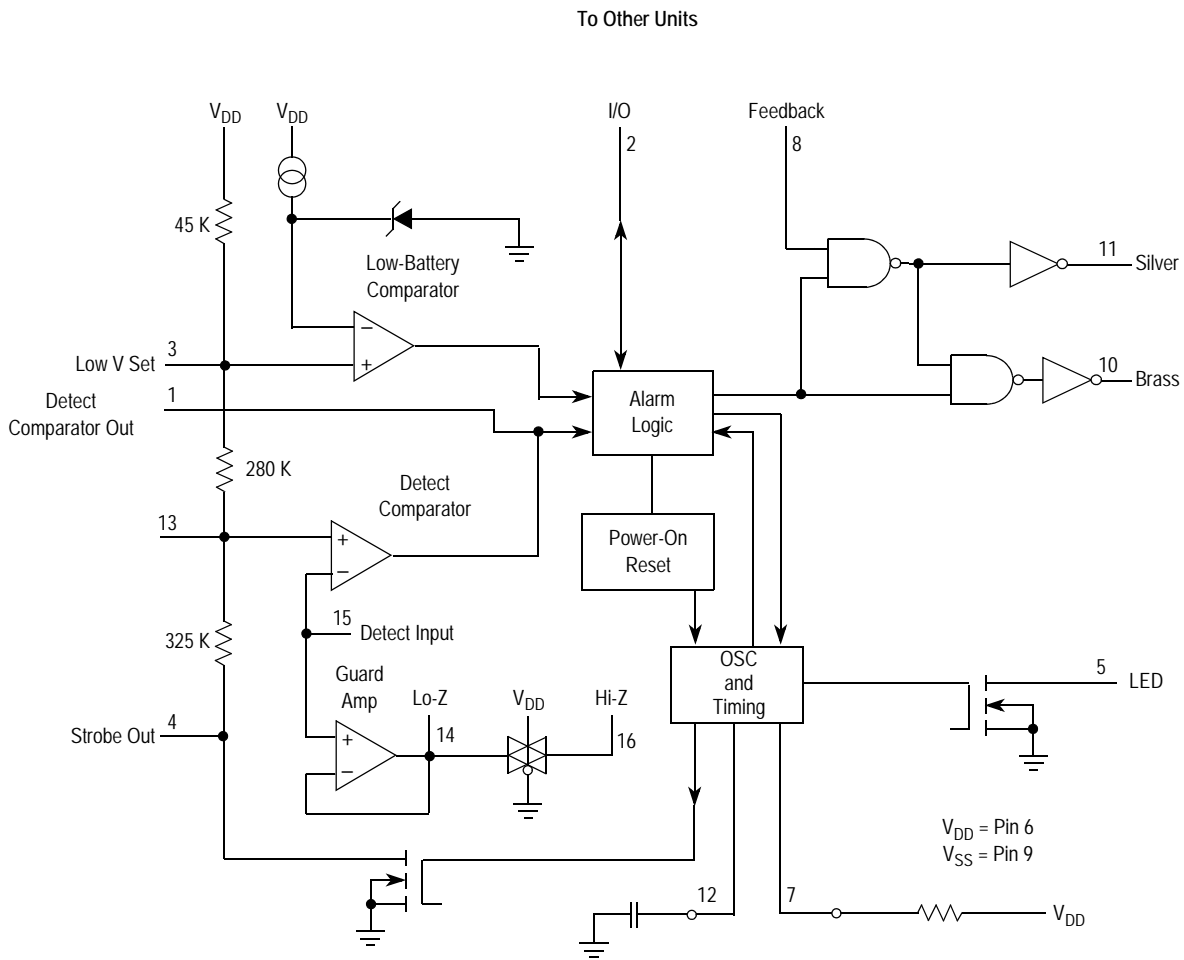 To Other Units
V_DD
V_DD
I/O
2
Feedback
8
45 K
Low-Battery
Comparator
11
Silver
−
+
3
Low V Set
1
Detect
Comparator Out
Alarm
Logic
10
Brass
280 K
Detect
Comparator
13
+
−
Power-On
Reset
15
Detect Input
325 K
OSC
and
Timing
Guard
Amp
Lo-Z
V_DD
Hi-Z
5
LED
4
Strobe Out
+
−
14
16
V_DD = Pin 6
V_SS = Pin 9
12
7
V_DD